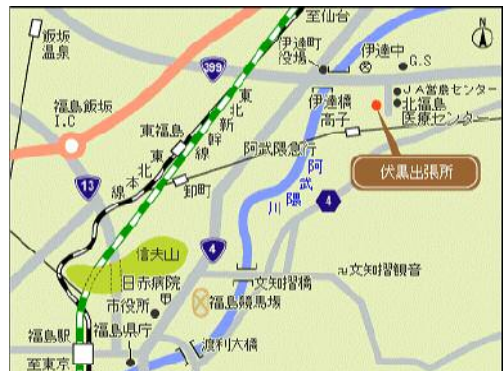 至仙台
N
飯坂
温泉
399
伊達町
役場
伊達中
G.S
福島飯坂
I.C
東北新幹線
東福島
伊達橋
高子
JA営農センター
北福島
医療センター
阿武隈急行
伏黒出張所
13
東北本線
卸町
阿武隈川
4
信夫山
4
日赤病院
文知摺橋
卍文知摺観音
市役所
福島競馬場
福島駅
福島県庁
渡利大橋
至東京